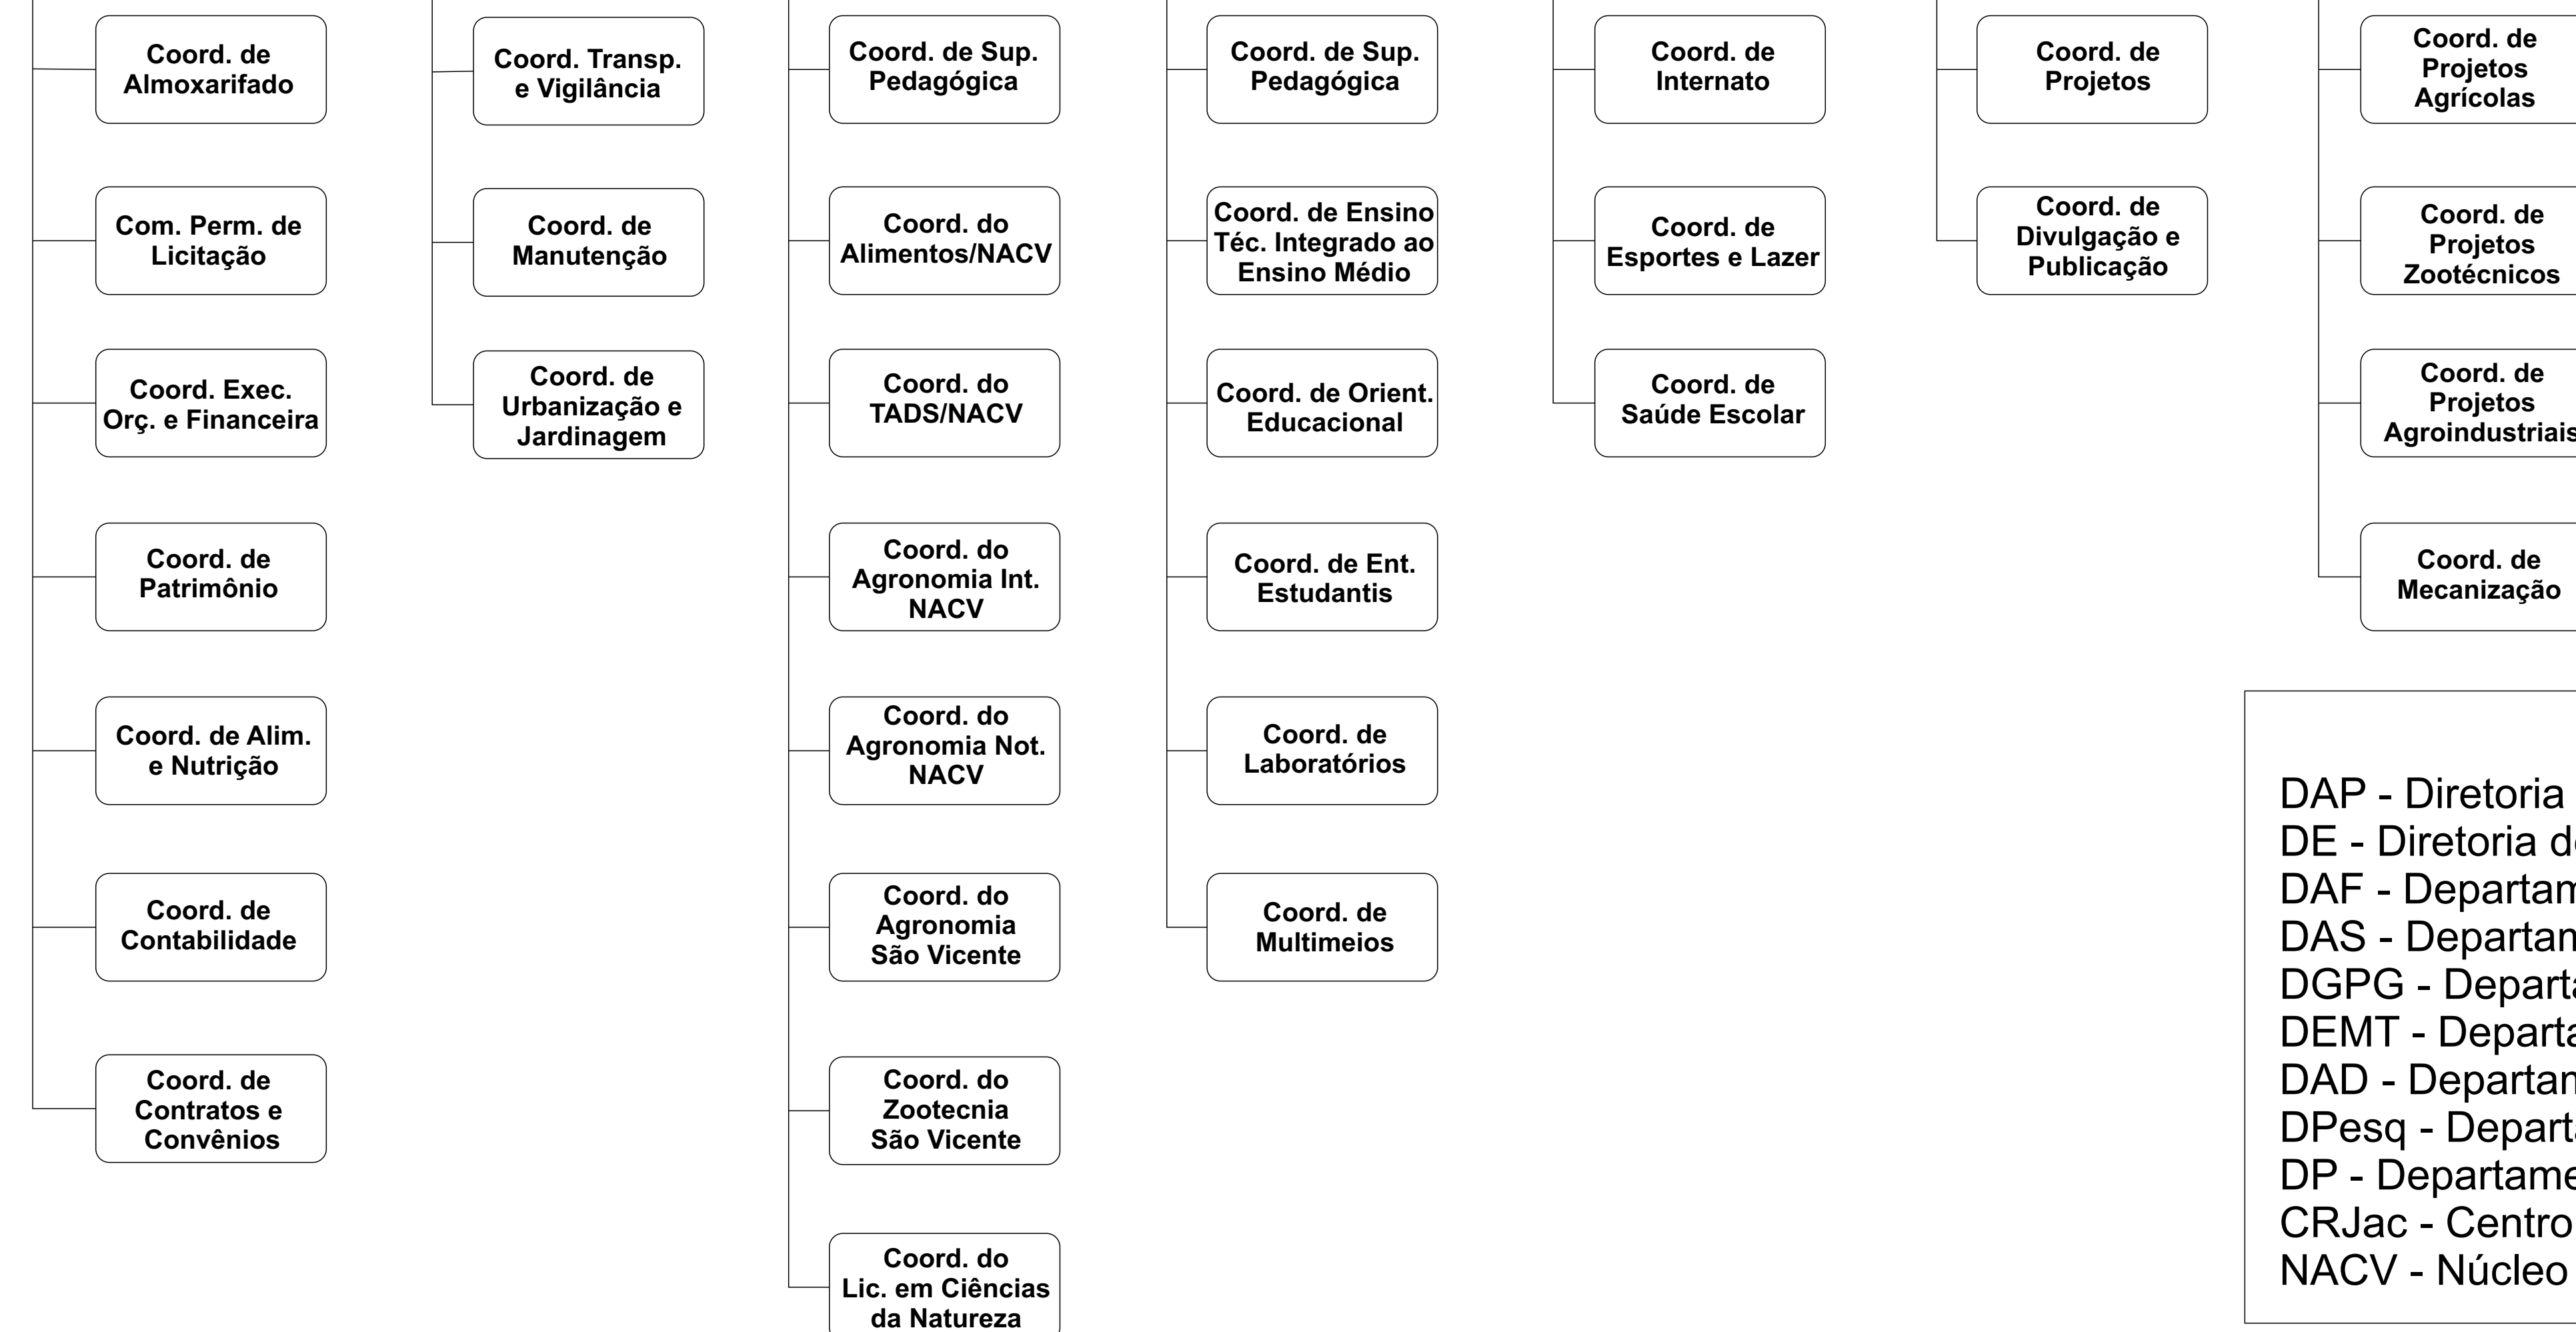 Coord. de
Almoxarifado
Com. Perm. de
Licitação
Coord. Exec.
Orç. e Financeira
Coord. de
Patrimônio
Coord. de Alim.
e Nutrição
Coord. de
Contabilidade
Coord. de
Contratos e
Convênios
Coord. Transp.
e Vigilância
Coord. de
Manutenção
Coord. de
Urbanização e
Jardinagem
Coord. de Sup.
Pedagógica
Coord. do
Alimentos/NACV
Coord. do
TADS/NACV
Coord. do
Agronomia Int.
NACV
Coord. do
Agronomia Not.
NACV
Coord. do
Agronomia
São Vicente
Coord. do
Zootecnia
São Vicente
Coord. do
Lic. em Ciências
da Natureza
Coord. de Sup.
Pedagógica
Coord. de Ensino
Téc. Integrado ao
Ensino Médio
Coord. de Orient.
Educacional
Coord. de Ent.
Estudantis
Coord. de
Laboratórios
Coord. de
Multimeios
Coord. de
Internato
Coord. de
Esportes e Lazer
Coord. de
Saúde Escolar
Coord. de
Projetos
Coord. de
Divulgação e
Publicação
Coord. de
Projetos
Agrícolas
Coord. de
Projetos
Zootécnicos
Coord. de
Projetos
Agroindustriais
Coord. de
Mecanização
DAP - Diretoria
DE - Diretoria
DAF -
DAS -
DGPG -
DEMT -
DAD -
DPesq -
DP -
CRJac - Centro
NACV - Núcleo